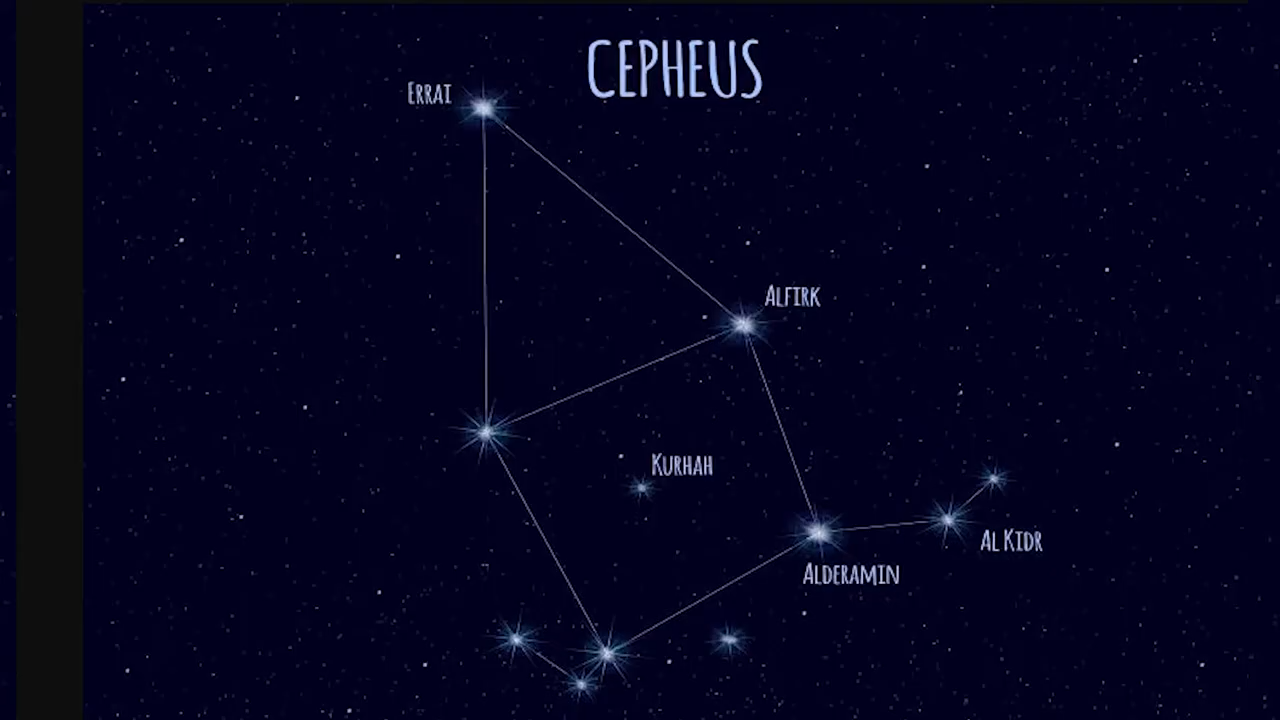 CEPHEUS
ERRAI
ALFIRK
KURHAH
AL KIDR
ALDERAMIN